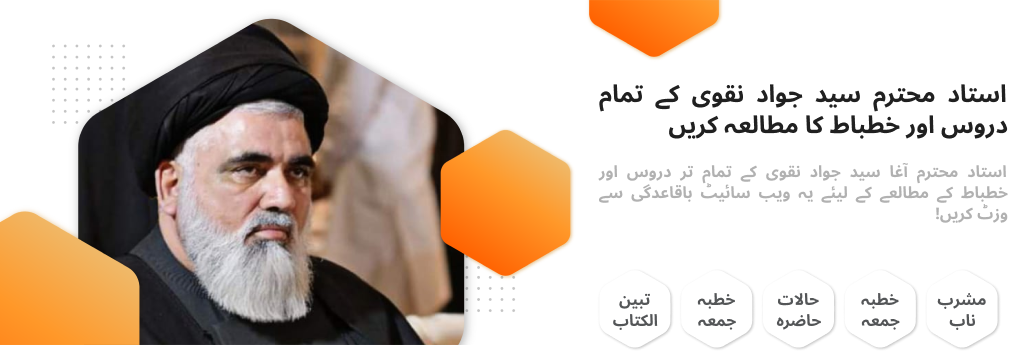 استاد محترم سید جواد نقوی کے تمام
دروس اور خطباط کا مطالعہ کریں
استاد محترم آغا سید جواد نقوی کے تمام تر دروس اور
خطباط کے مطالعے کے لیئے یہ ویب سائیٹ باقاعدگی سے
وزٹ کریں!
مشرب
ناب
خطبہ
جمعہ
حالات
حاضرہ
خطبہ
جمعہ
تبین
الکتاب